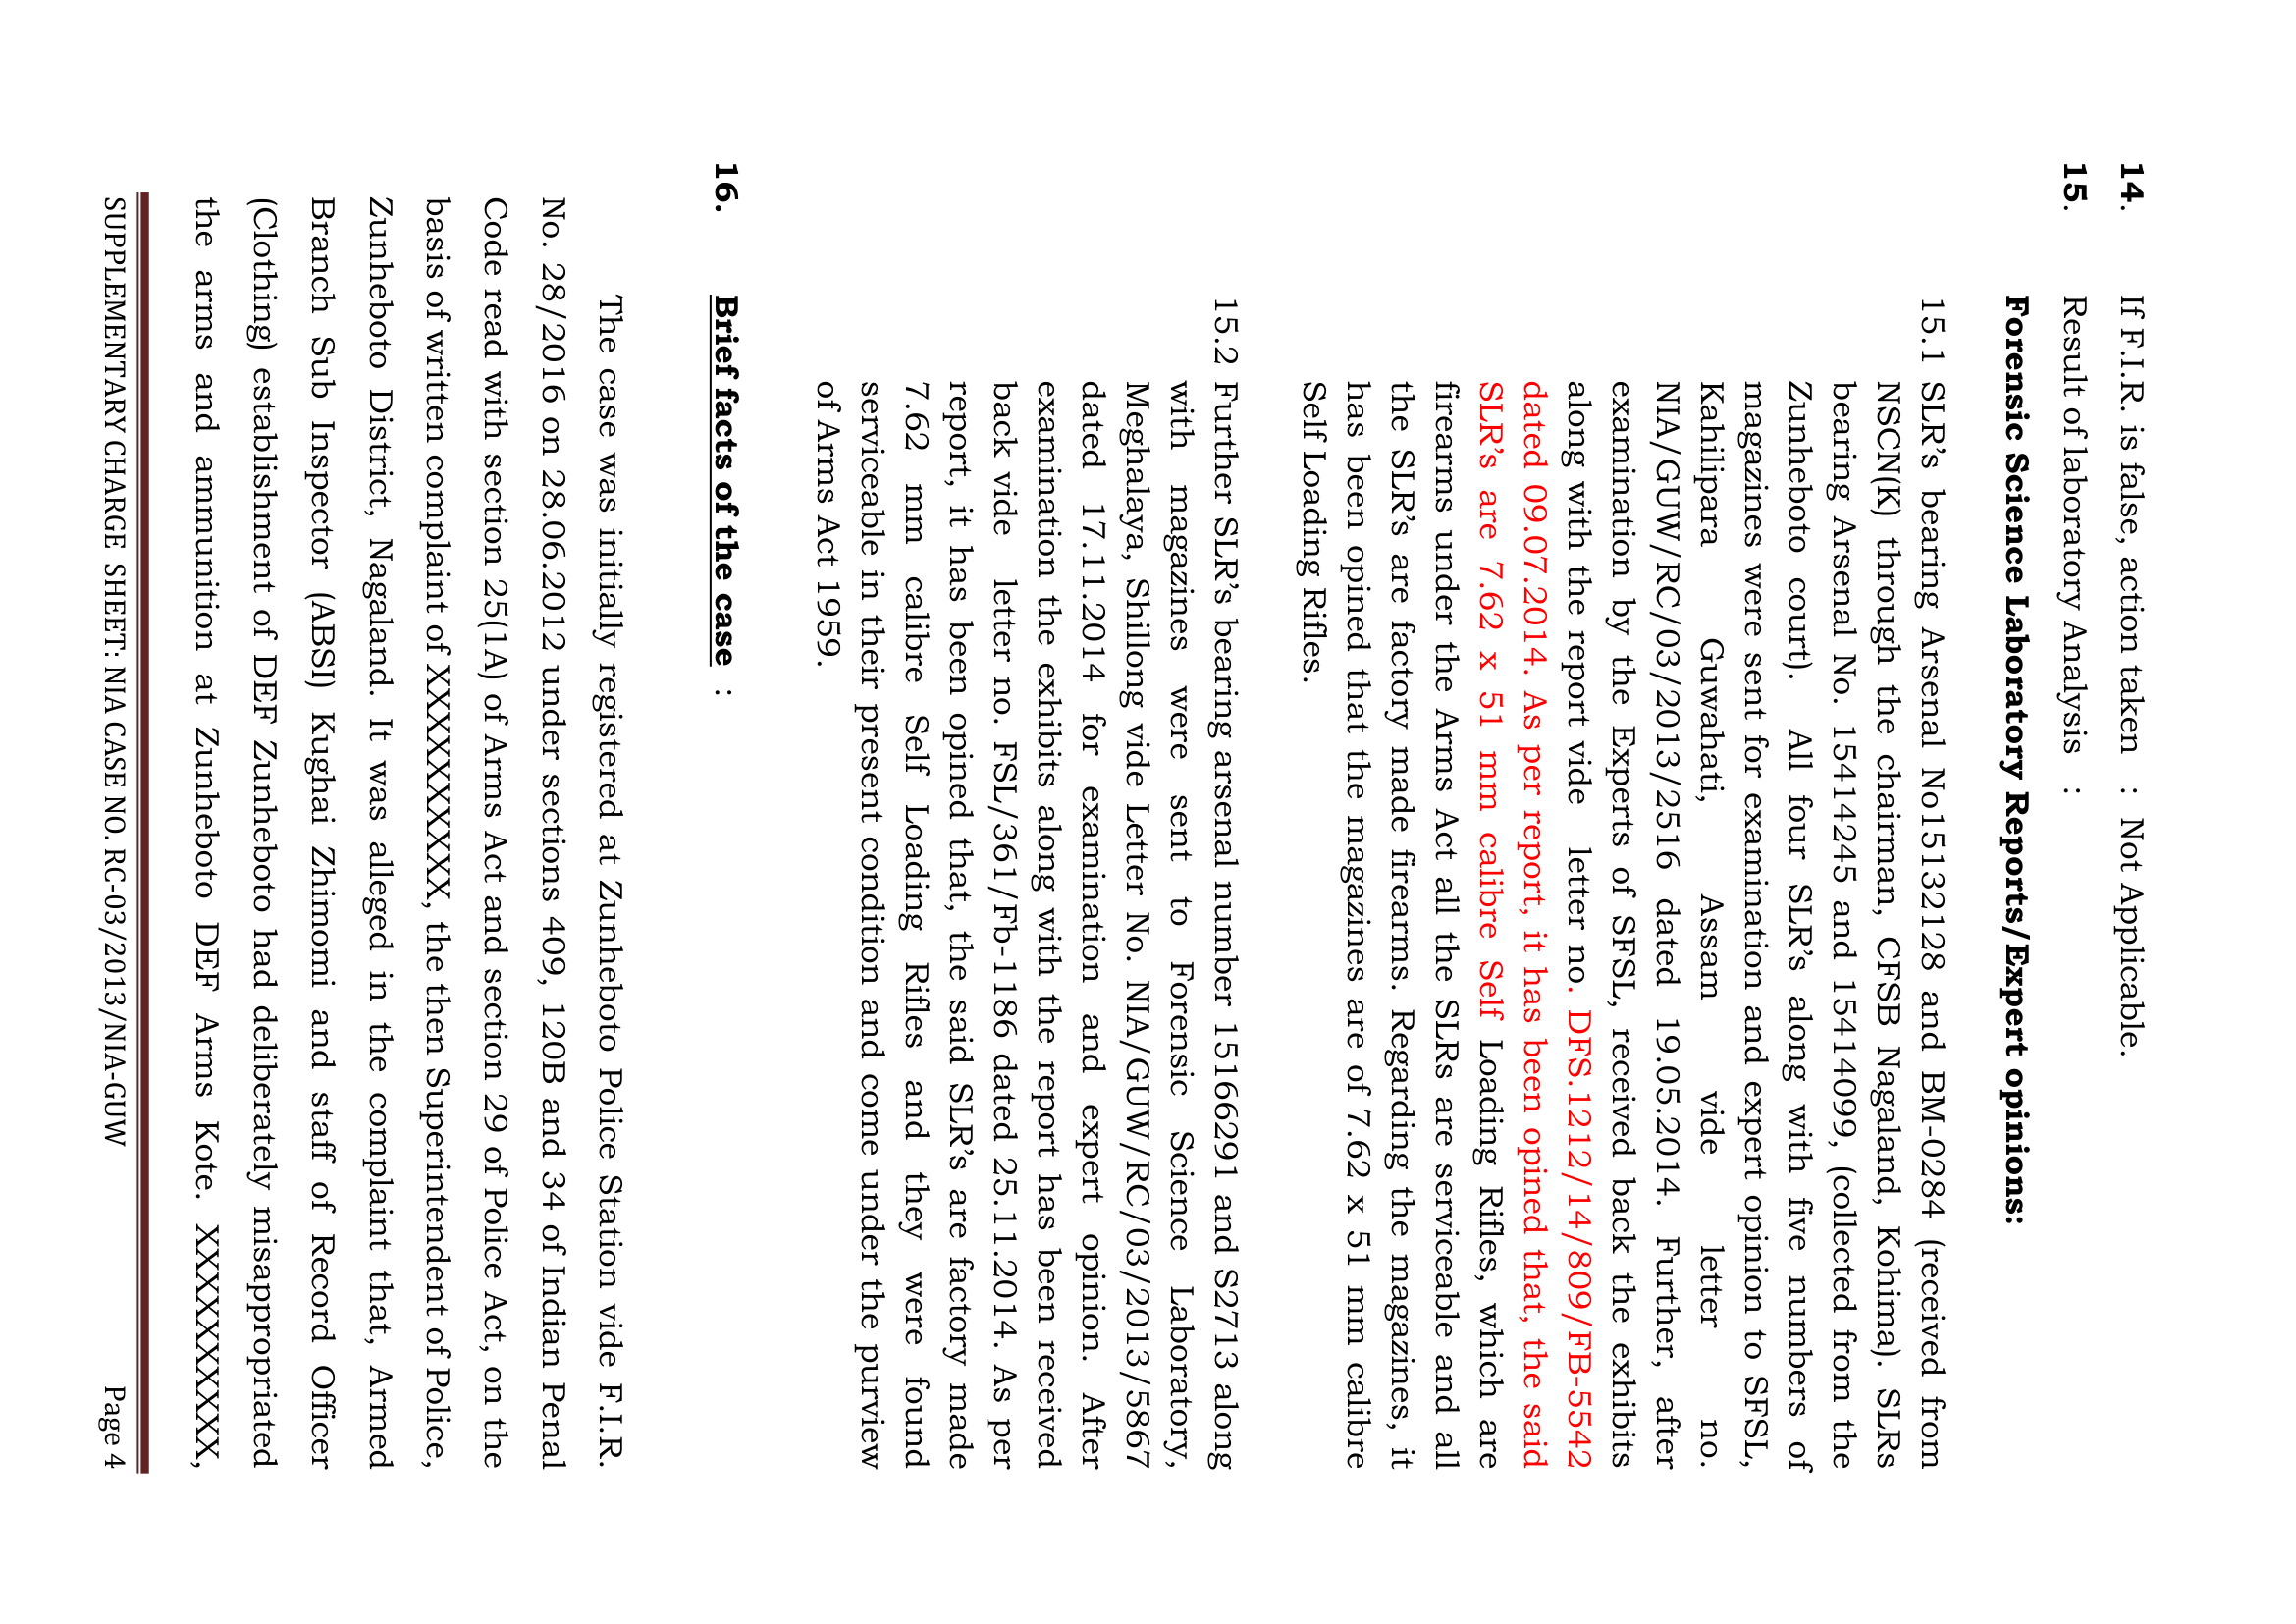 14. If F.I.R. is false, action taken : Not Applicable.
15. Result of laboratory Analysis :
Forensic Science Laboratory Reports/Expert opinions:
15.1 SLR's bearing Arsenal No15132128 and BM-0284 (received from
NSCN(K) through the chairman, CFSB Nagaland, Kohima). SLRs
bearing Arsenal No. 15414245 and 15414099, (collected from the
Zunheboto court). All four SLR's along with five numbers of
magazines were sent for examination and expert opinion to SFSL,
Kahilipara Guwahati, Assam vide letter no.
NIA/GUW/RC/03/2013/2516 dated 19.05.2014. Further, after
examination by the Experts of SFSL, received back the exhibits
along with the report vide letter no. DFS.1212/14/809/FB-5542
dated 09.07.2014. As per report, it has been opined that, the said
SLR's are 7.62 x 51 mm calibre Self Loading Rifles, which are
firearms under the Arms Act all the SLRs are serviceable and all
the SLR's are factory made firearms. Regarding the magazines, it
has been opined that the magazines are of 7.62 x 51 mm calibre
Self Loading Rifles.
15.2 Further SLR's bearing arsenal number 15166291 and S2713 along
with magazines were sent to Forensic Science Laboratory,
Meghalaya, Shillong vide Letter No. NIA/GUW/RC/03/2013/5867
dated 17.11.2014 for examination and expert opinion. After
examination the exhibits along with the report has been received
back vide letter no. FSL/361/Fb-1186 dated 25.11.2014. As per
report, it has been opined that, the said SLR's are factory made
7.62 mm calibre Self Loading Rifles and they were found
serviceable in their present condition and come under the purview
of Arms Act 1959.
16. Brief facts of the case :
The case was initially registered at Zunheboto Police Station vide F.I.R.
No. 28/2016 on 28.06.2012 under sections 409, 120B and 34 of Indian Penal
Code read with section 25(1A) of Arms Act and section 29 of Police Act, on the
basis of written complaint of XXXXXXXXXXX, the then Superintendent of Police,
Zunheboto District, Nagaland. It was alleged in the complaint that, Armed
Branch Sub Inspector (ABSI) Kughai Zhimomi and staff of Record Officer
(Clothing) establishment of DEF Zunheboto had deliberately misappropriated
the arms and ammunition at Zunheboto DEF Arms Kote. XXXXXXXXXXX,
SUPPLEMENTARY CHARGE SHEET: NIA CASE NO. RC-03/2013/NIA-GUW Page 4